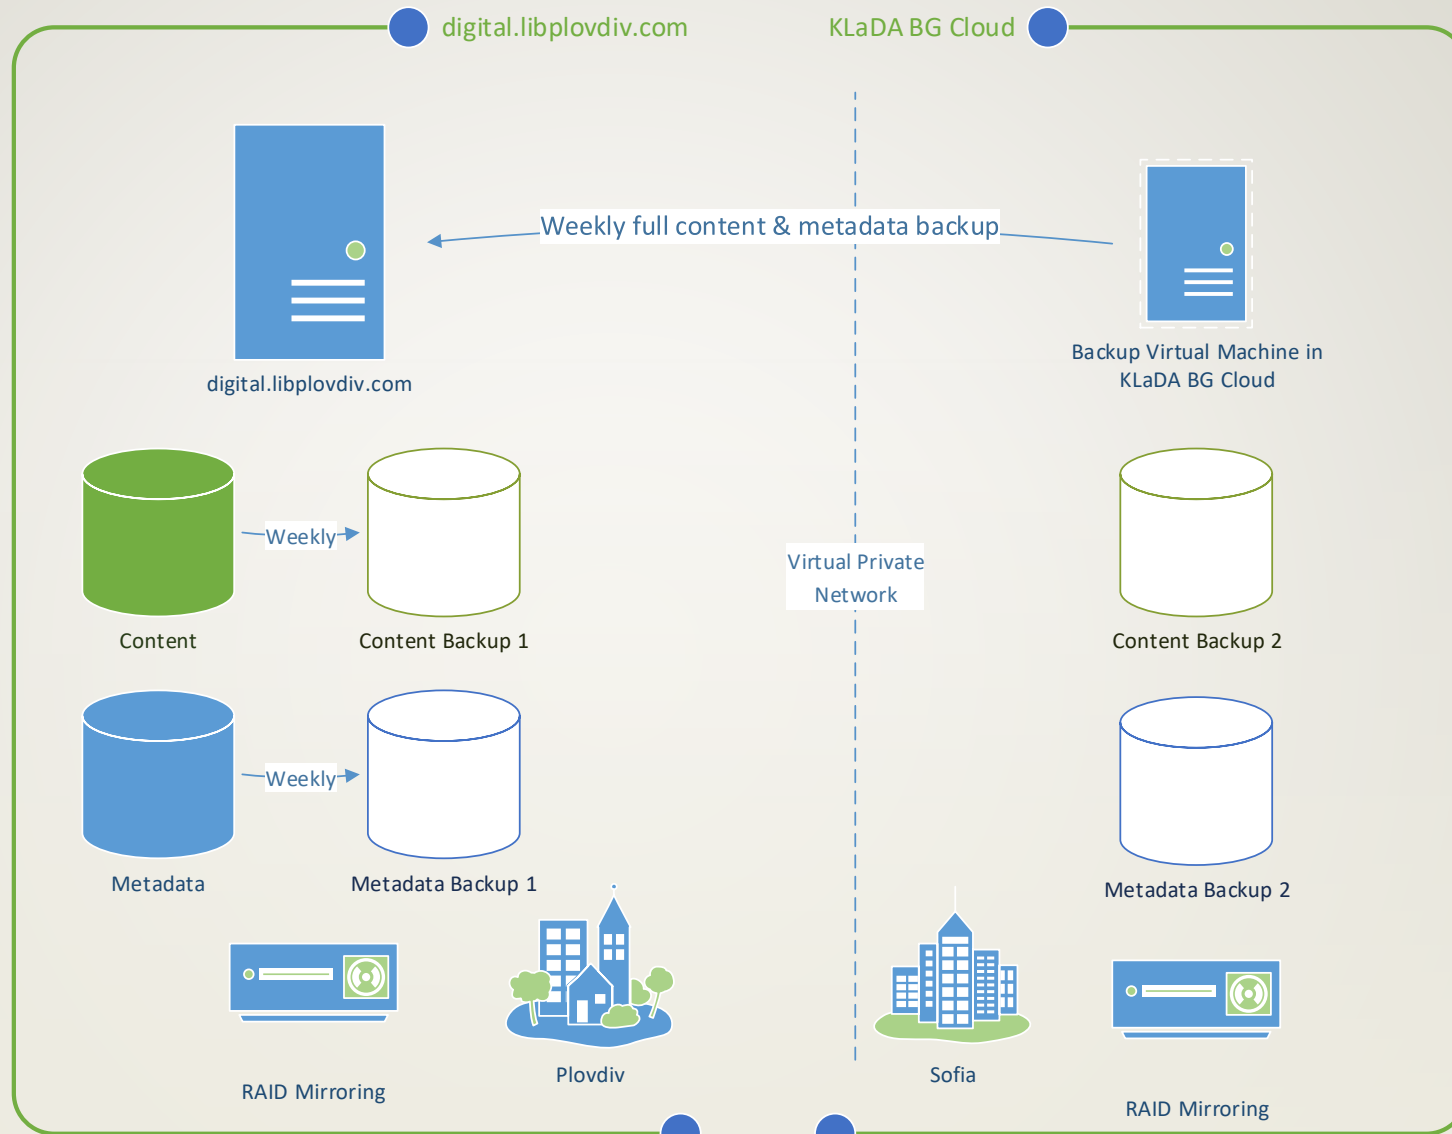 digital.libplovdiv.com
KLaDA BG Cloud
Weekly full content & metadata backup
digital.libplovdiv.com
Backup Virtual Machine in
KLaDA BG Cloud
Weekly
Virtual Private
Network
Content
Content Backup 1
Content Backup 2
Weekly
Metadata
Metadata Backup 1
Metadata Backup 2
RAID Mirroring
Plovdiv
Sofia
RAID Mirroring